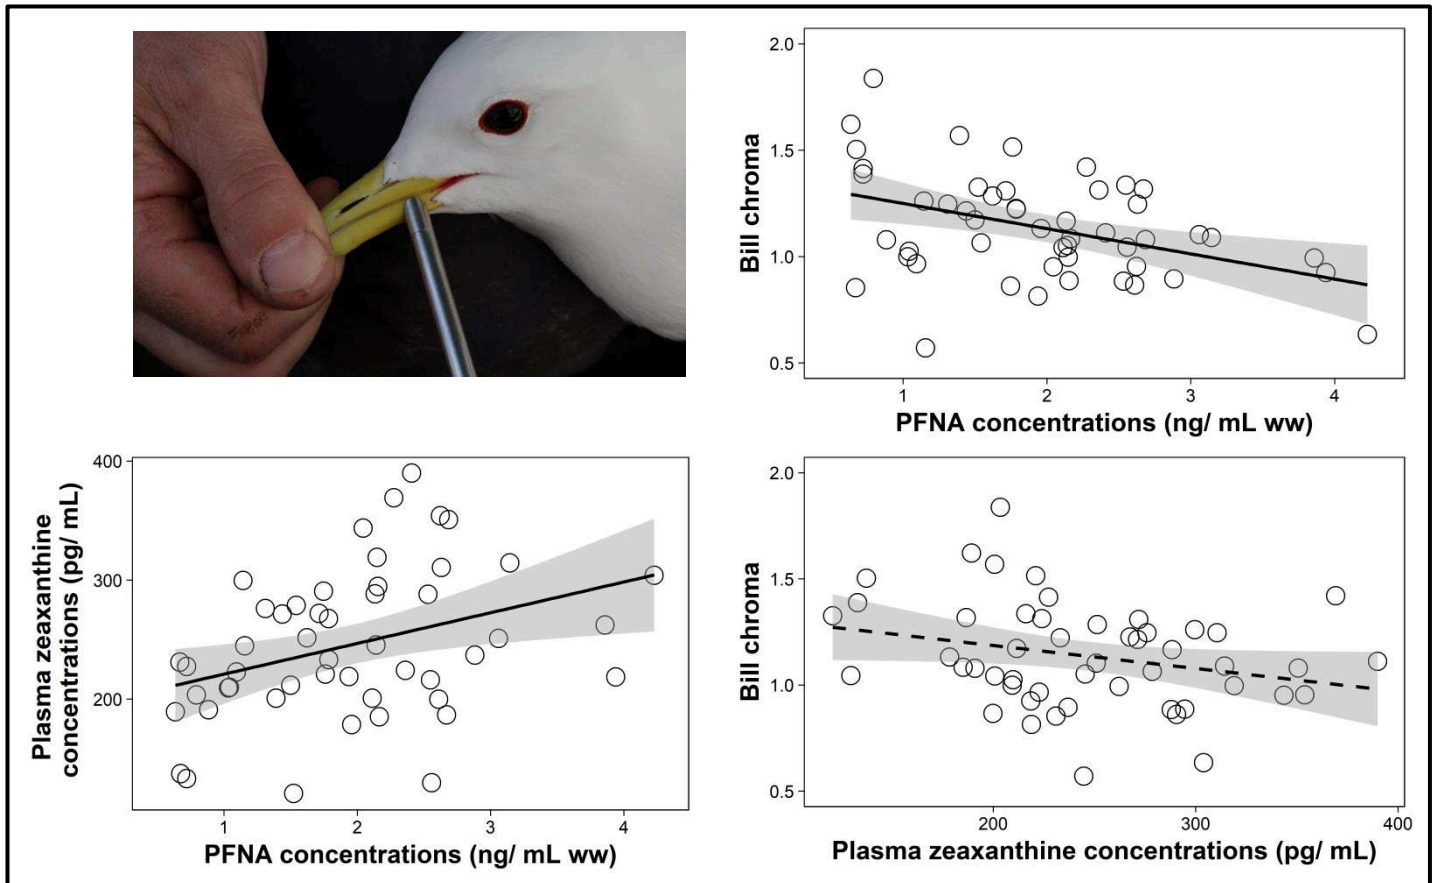 2.0
1.5
1.0
0.5
Bill chroma
1 2 3 4
PFNA concentrations (ng/ mL ww)
400
300
200
Plasma zeaxanthine
concentrations (pg/ mL)
1 2 3 4
PFNA concentrations (ng/ mL ww)
2.0
1.5
1.0
0.5
Bill chroma
200 300 400
Plasma zeaxanthine concentrations (pg/ mL)